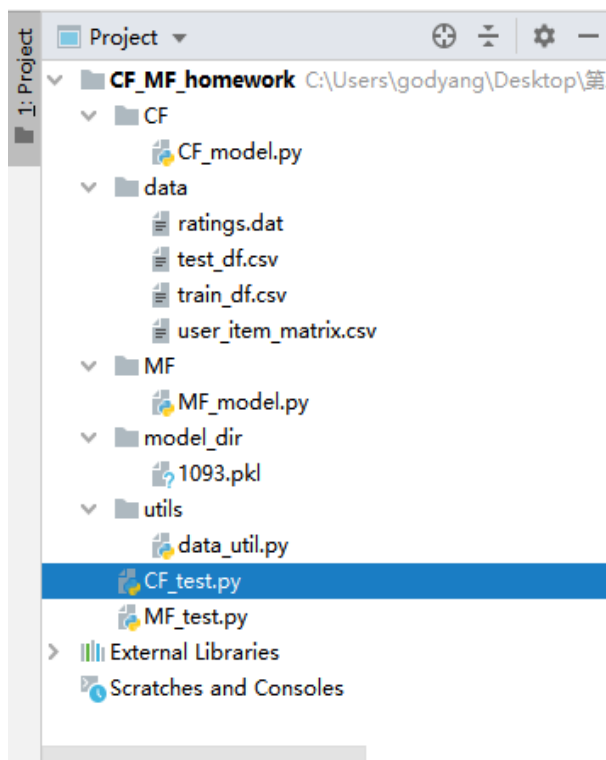 1: Project
Project
CF_MF_homework C:\Users\godyang\Desktop\第
CF
CF_model.py
data
ratings.dat
test_df.csv
train_df.csv
user_item_matrix.csv
MF
MF_model.py
model_dir
1093.pkl
utils
data_util.py
CF_test.py
MF_test.py
External Libraries
Scratches and Consoles